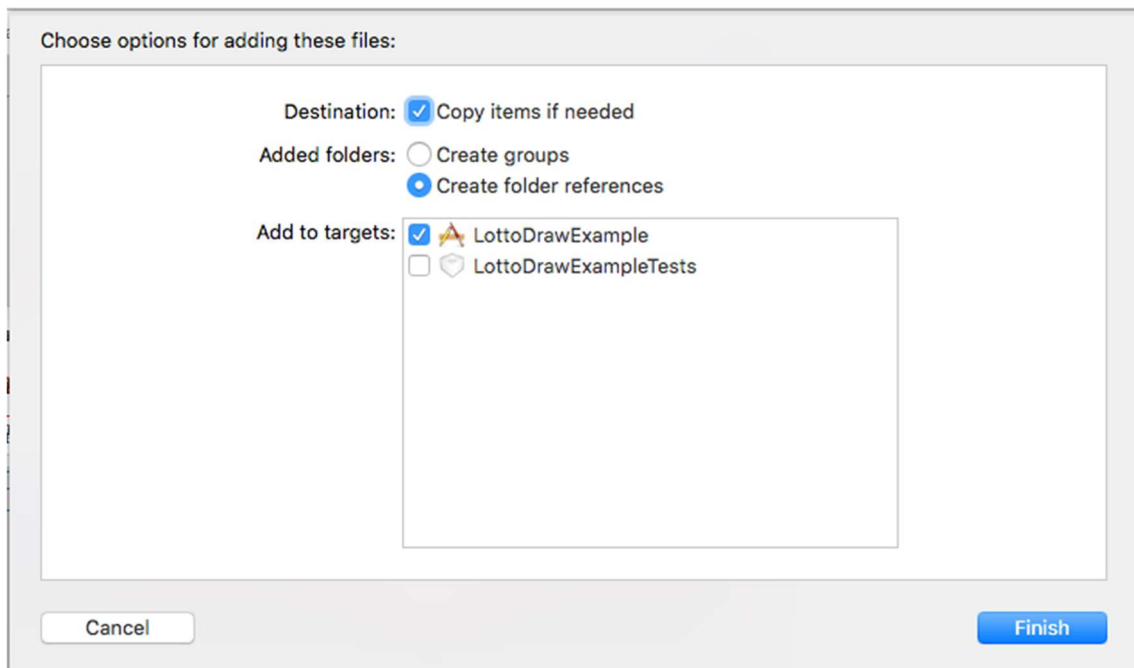 Choose options for adding these files:
Destination: Copy items if needed
Added folders: Create groups
Create folder references
Add to targets: LottoDrawExample
LottoDrawExampleTests
Cancel Finish